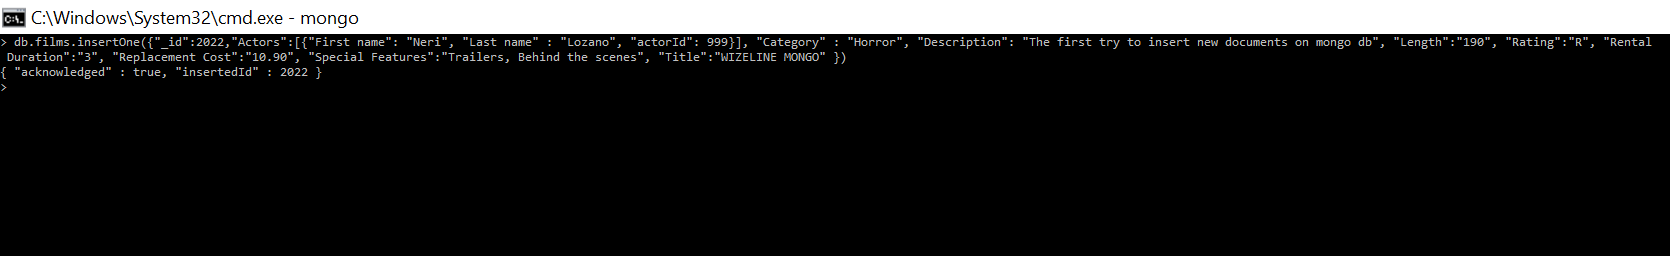 C:\Windows\System32\cmd.exe - mongo
> db.films.insertOne({"_id":2022,"Actors":[{"First name": "Neri", "Last name" : "Lozano", "actorId": 999}], "Category" : "Horror", "Description": "The first try to insert new documents on mongo db", "Length":"190", "Rating":"R", "Rental
Duration":"3", "Replacement Cost":"10.90", "Special Features":"Trailers, Behind the scenes", "Title":"WIZELINE MONGO" })
{ "acknowledged" : true, "insertedId" : 2022 }
>